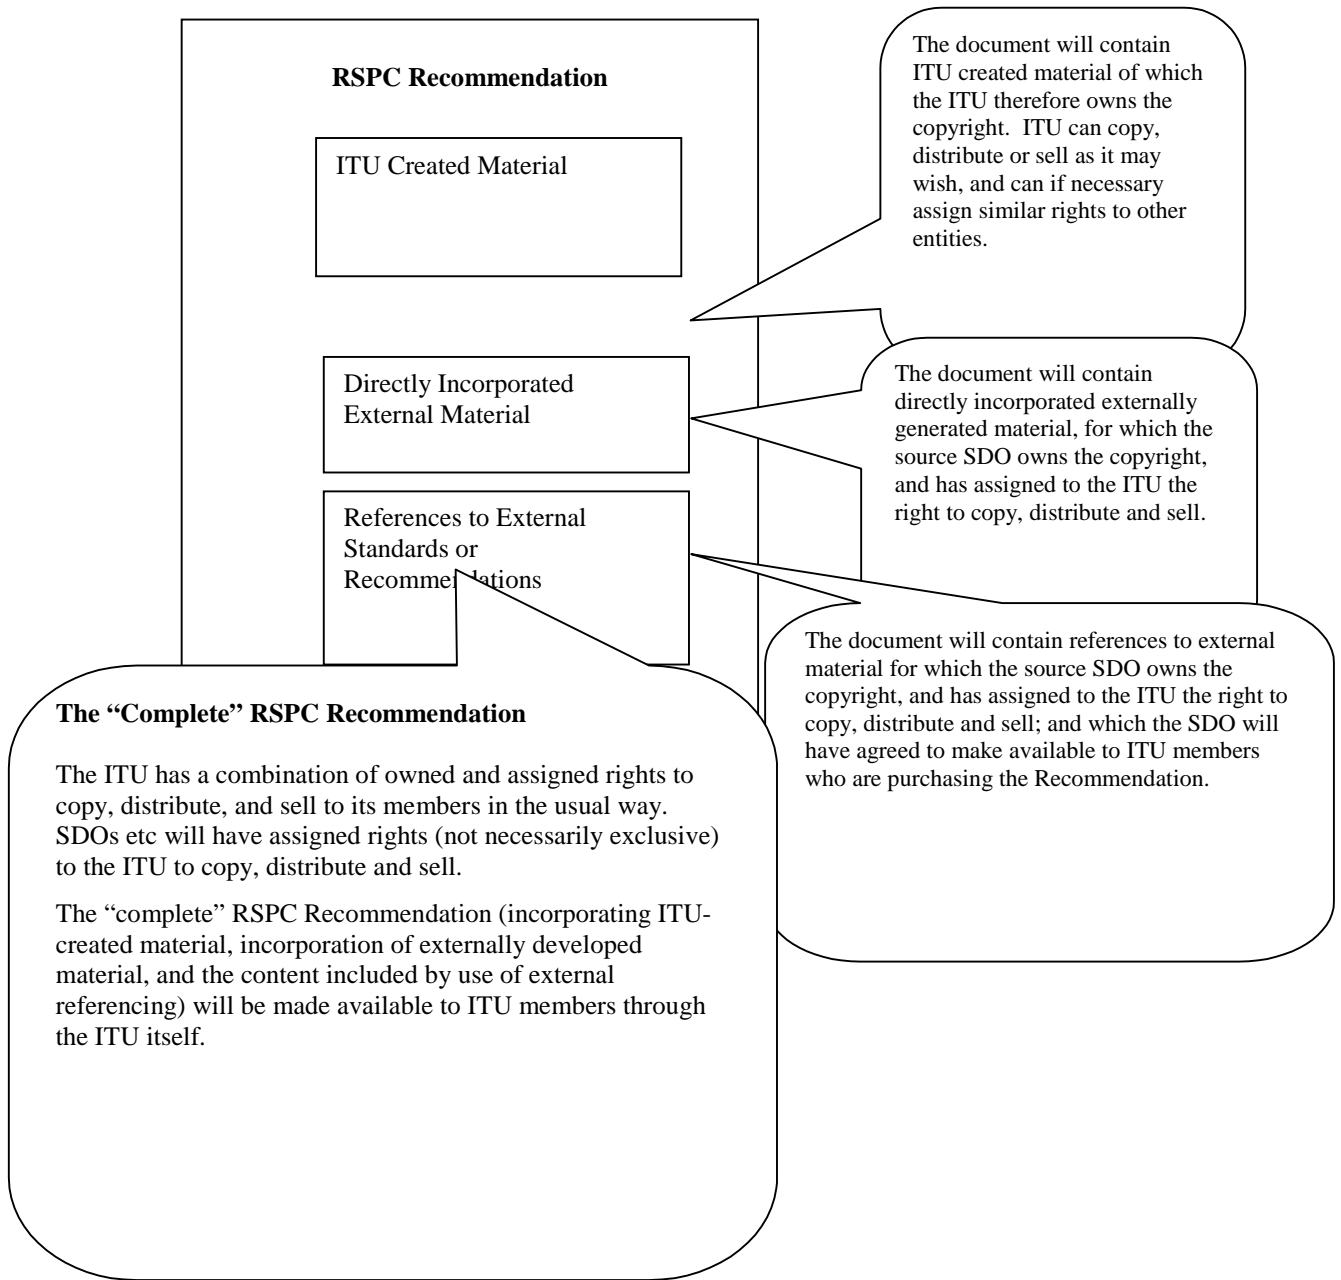 RSPC Recommendation
ITU Created Material
The document will contain
ITU created material of which
the ITU therefore owns the
copyright.  ITU can copy,
distribute or sell as it may
wish, and can if necessary
assign similar rights to other
entities.
Directly Incorporated
External Material
The document will contain
directly incorporated externally
generated material, for which the
source SDO owns the copyright,
and has assigned to the ITU the
right to copy, distribute and sell.
References to External
Standards or
Recommendations
The document will contain references to external
material for which the source SDO owns the
copyright, and has assigned to the ITU the right to
copy, distribute and sell; and which the SDO will
have agreed to make available to ITU members
who are purchasing the Recommendation.
The “Complete” RSPC Recommendation
The ITU has a combination of owned and assigned rights to
copy, distribute, and sell to its members in the usual way.
SDOs etc will have assigned rights (not necessarily exclusive)
to the ITU to copy, distribute and sell.
The “complete” RSPC Recommendation (incorporating ITU-
created material, incorporation of externally developed
material, and the content included by use of external
referencing) will be made available to ITU members through
the ITU itself.